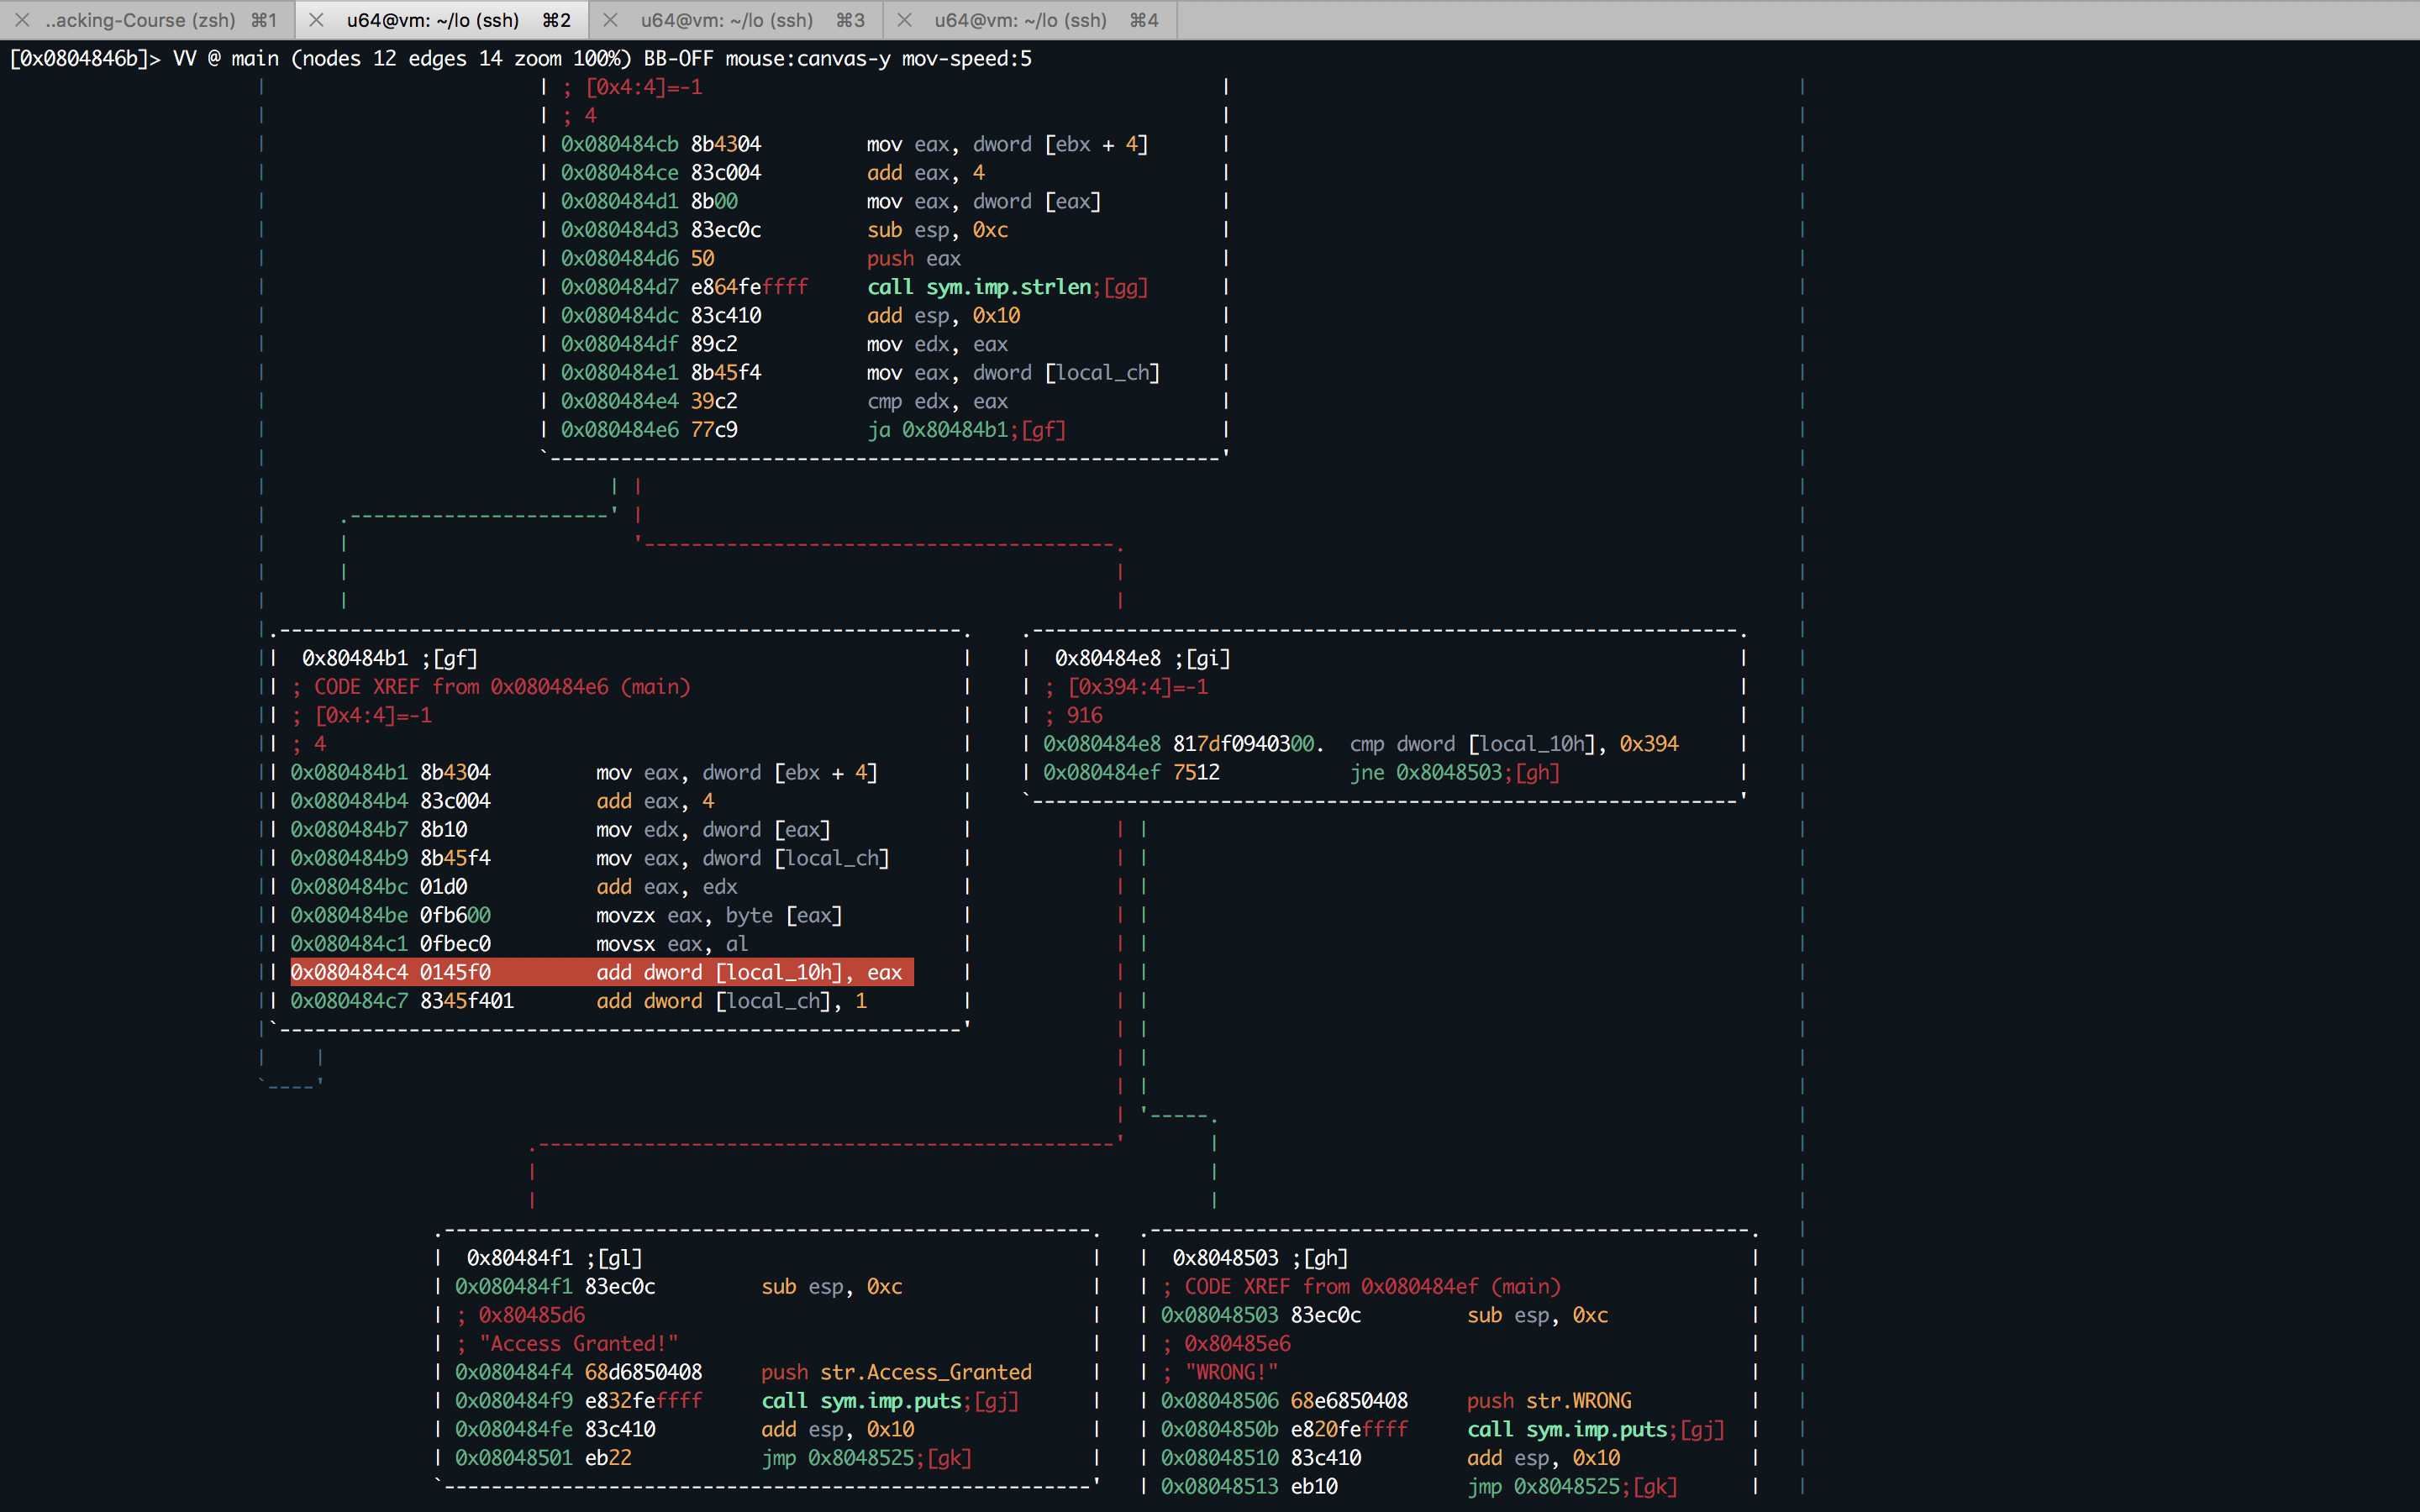 ..acking-Course (zsh) ⌘1 u64@vm: ~/lo (ssh) ⌘2 u64@vm: ~/lo (ssh) ⌘3 u64@vm: ~/lo (ssh) ⌘4
[0x0804846b]> VV @ main (nodes 12 edges 14 zoom 100%) BB-OFF mouse:canvas-y mov-speed:5
; [0x4:4]=-1
; 4
0x080484cb 8b4304 mov eax, dword [ebx + 4]
0x080484ce 83c004 add eax, 4
0x080484d1 8b00 mov eax, dword [eax]
0x080484d3 83ec0c sub esp, 0xc
0x080484d6 50 push eax
0x080484d7 e864feffff call sym.imp.strlen;[gg]
0x080484dc 83c410 add esp, 0x10
0x080484df 89c2 mov edx, eax
0x080484e1 8b45f4 mov eax, dword [local_ch]
0x080484e4 39c2 cmp edx, eax
0x080484e6 77c9 ja 0x80484b1;[gf]
0x80484b1 ;[gf]
; CODE XREF from 0x080484e6 (main)
; [0x4:4]=-1
; 4
0x080484b1 8b4304 mov eax, dword [ebx + 4]
0x080484b4 83c004 add eax, 4
0x080484b7 8b10 mov edx, dword [eax]
0x080484b9 8b45f4 mov eax, dword [local_ch]
0x080484bc 01d0 add eax, edx
0x080484be 0fb600 movzx eax, byte [eax]
0x080484c1 0fbec0 movsx eax, al
0x080484c4 0145f0 add dword [local_10h], eax
0x080484c7 8345f401 add dword [local_ch], 1
0x80484e8 ;[gi]
; [0x394:4]=-1
; 916
0x080484e8 817df0940300. cmp dword [local_10h], 0x394
0x080484ef 7512 jne 0x8048503;[gh]
0x80484f1 ;[gl]
0x080484f1 83ec0c sub esp, 0xc
; 0x80485d6
; "Access Granted!"
0x080484f4 68d6850408 push str.Access_Granted
0x080484f9 e832feffff call sym.imp.puts;[gj]
0x080484fe 83c410 add esp, 0x10
0x08048501 eb22 jmp 0x8048525;[gk]
0x8048503 ;[gh]
; CODE XREF from 0x080484ef (main)
0x08048503 83ec0c sub esp, 0xc
; 0x80485e6
; "WRONG!"
0x08048506 68e6850408 push str.WRONG
0x0804850b e820feffff call sym.imp.puts;[gj]
0x08048510 83c410 add esp, 0x10
0x08048513 eb10 jmp 0x8048525;[gk]